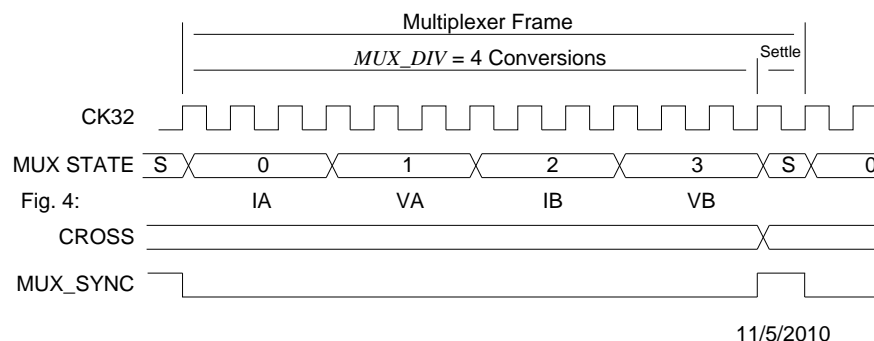 Multiplexer Frame
MUX_DIV = 4 Conversions Settle
CK32
MUX STATE S 0 1 2 3 S 0
Fig. 4: IA VA IB VB
CROSS
MUX_SYNC
11/5/2010